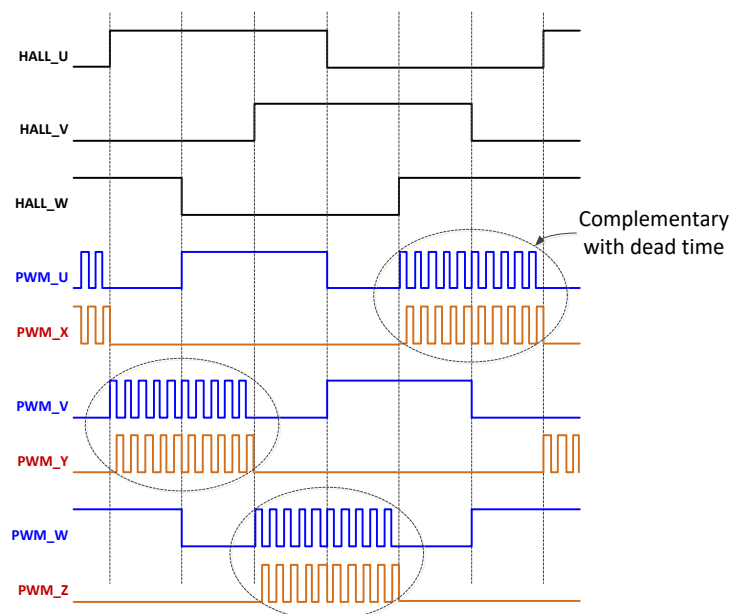 HALL_U
HALL_V
HALL_W
Complementary
with dead time
PWM_U
PWM_X
PWM_V
PWM_Y
PWM_W
PWM_Z